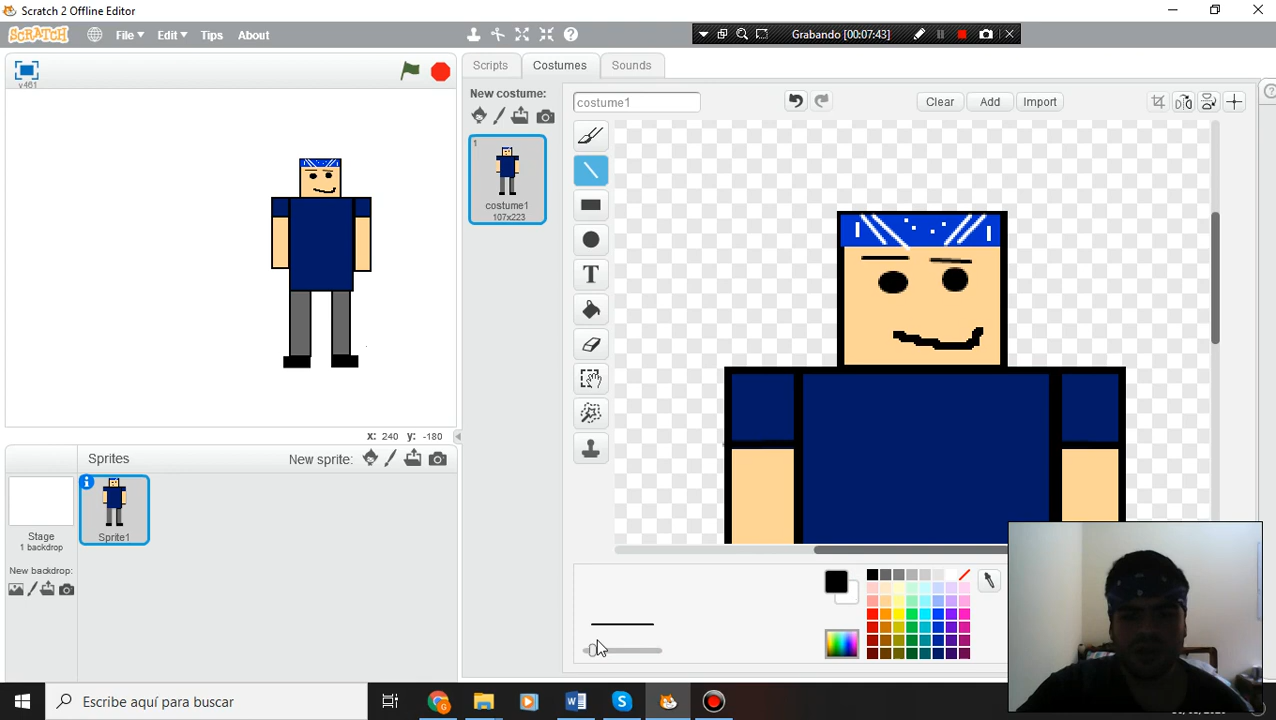 Scratch 2 Offline Editor
SCRATCH File Edit Tips About
Grabando [00:07:43]
v461
Scripts Costumes Sounds
New costume:
costume1
Clear Add Import
1
costume1
107x223
T
x: 240 y: -180
Sprites New sprite:
Stage
1 backdrop
Sprite1
New backdrop:
Escribe aquí para buscar